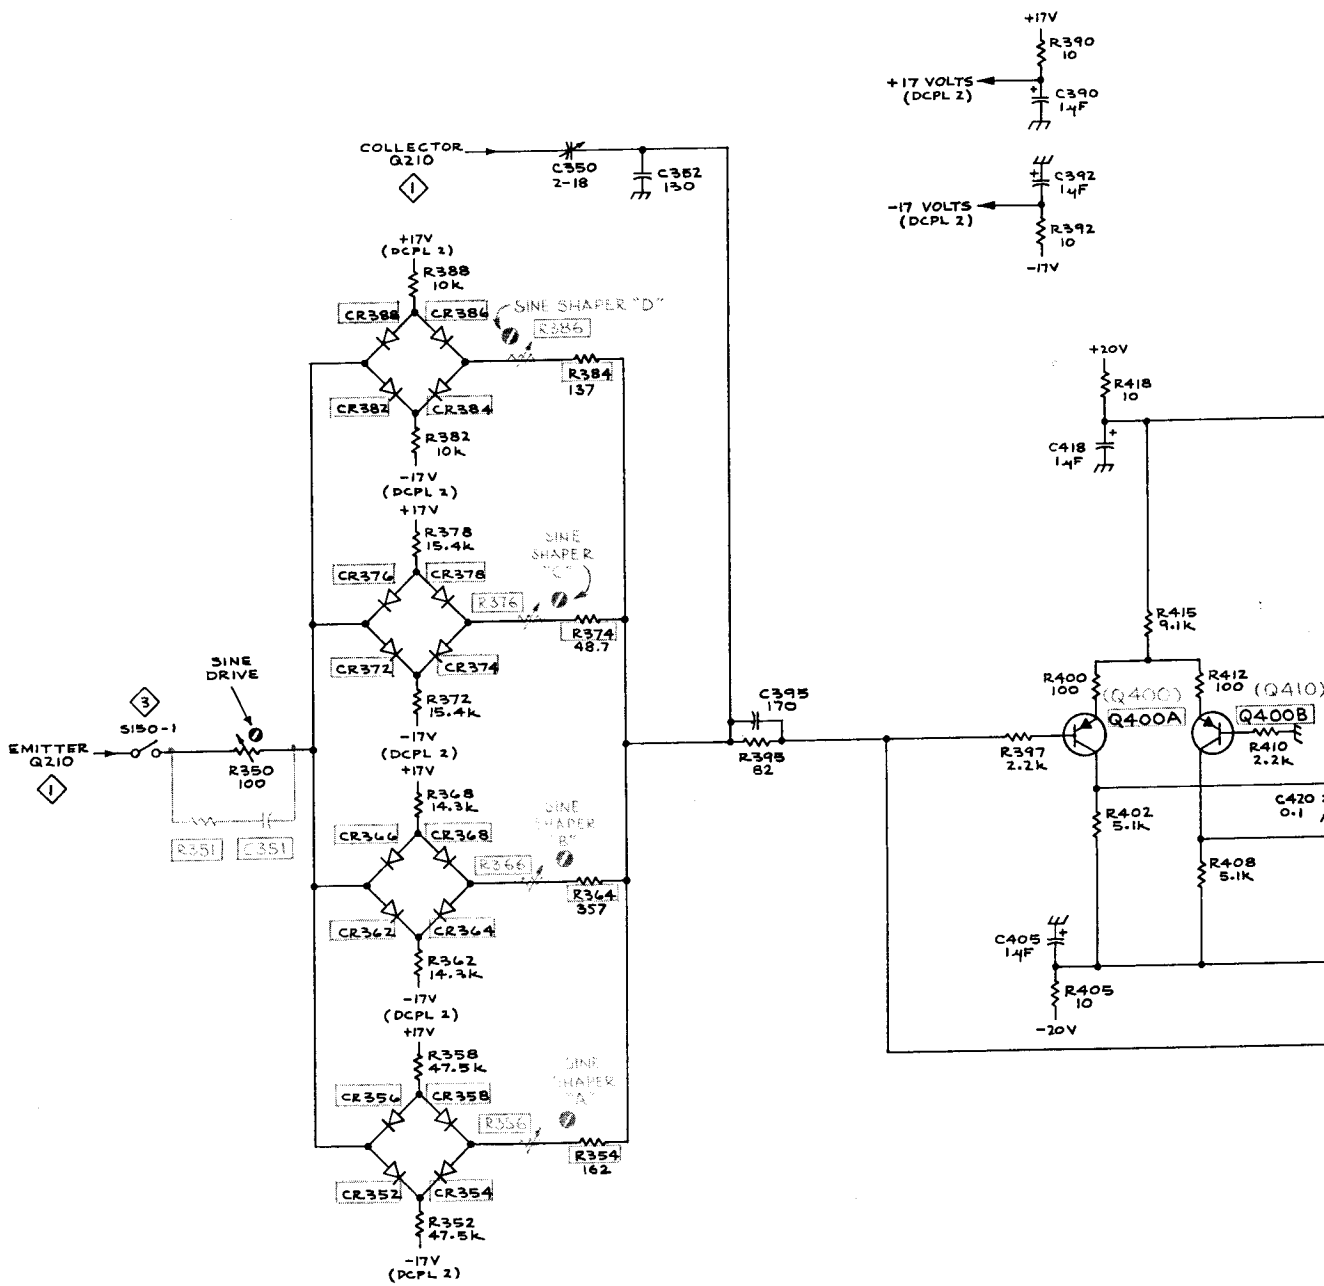 +17V
R390
10
+17 VOLTS
(DCPL 2)
+
C390
1µF
COLLECTOR
Q210
1
C350
2-18
C352
130
+
C392
1µF
-17 VOLTS
(DCPL 2)
R392
10
-17V
+17V
(DCPL 2)
R388
10k
CR388
CR386
SINE SHAPER "D"
R386
R384
137
CR382
CR384
R382
10k
-17V
(DCPL 2)
+20V
R418
10
+
C418
1µF
+17V
R378
15.4k
CR376
CR378
SINE
SHAPER
"C"
R376
R374
48.7
CR372
CR374
R372
15.4k
-17V
(DCPL 2)
R415
9.1k
R400
100
R412
100
(Q400)
Q400A
(Q410)
Q400B
R410
2.2k
R397
2.2k
C395
170
R395
82
SINE
DRIVE
3
S150-1
EMITTER
Q210
1
R350
100
R351
C351
+17V
R368
14.3k
CR366
CR368
SINE
SHAPER
"B"
R366
R364
357
CR362
CR364
R362
14.3k
-17V
(DCPL 2)
R402
5.1k
C420
0.1
R408
5.1k
+
C405
1µF
R405
10
-20V
+17V
R358
47.5k
CR356
CR358
SINE
SHAPER
"A"
R356
R354
162
CR352
CR354
R352
47.5k
-17V
(DCPL 2)